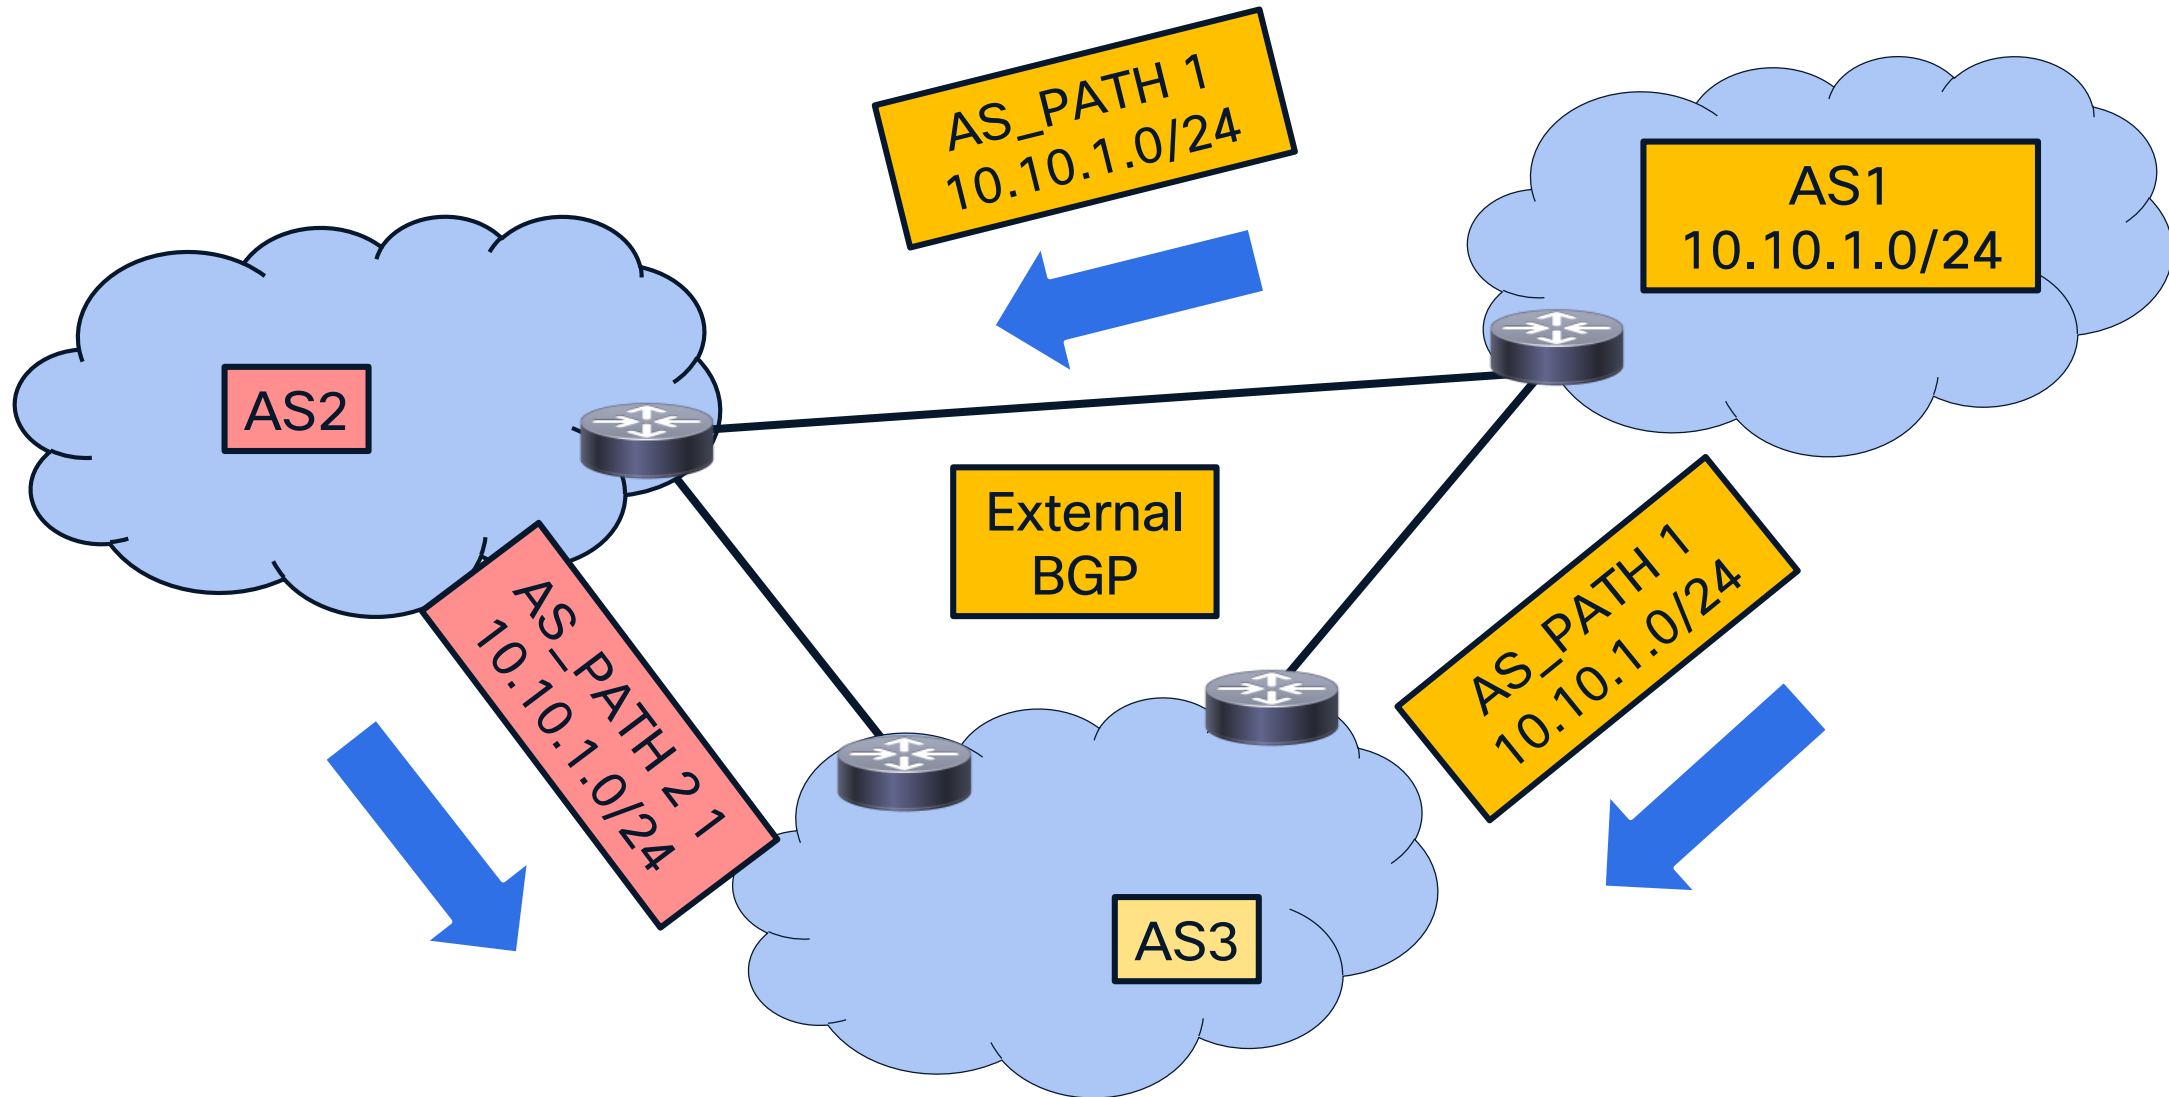 AS_PATH 1
10.10.1.0/24
AS1
10.10.1.0/24
AS2
External
BGP
AS_PATH 1
10.10.1.0/24
AS_PATH 2 1
10.10.1.0/24
AS3